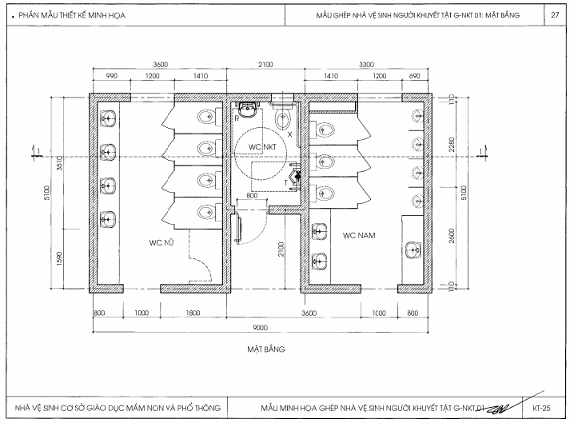 . PHẦN MẪU THIẾT KẾ MINH HỌA
MẪU GHÉP NHÀ VỆ SINH NGƯỜI KHUYẾT TẬT G-NKT 01: MẶT BẰNG
27
3600 2100 3300
990 1200 1410 1410 1200 690
R
X
WC NKT
T
800
1 1
5100 3510 1590
110 2280 2600 110 5100
WC NỮ
2100
WC NAM
800 1000 1800 3600 1000 800
9000
MẶT BẰNG
NHÀ VỆ SINH CƠ SỞ GIÁO DỤC MẦM NON VÀ PHỔ THÔNG
MẪU MINH HỌA GHÉP NHÀ VỆ SINH NGƯỜI KHUYẾT TẬT G-NKT 01
KT-25